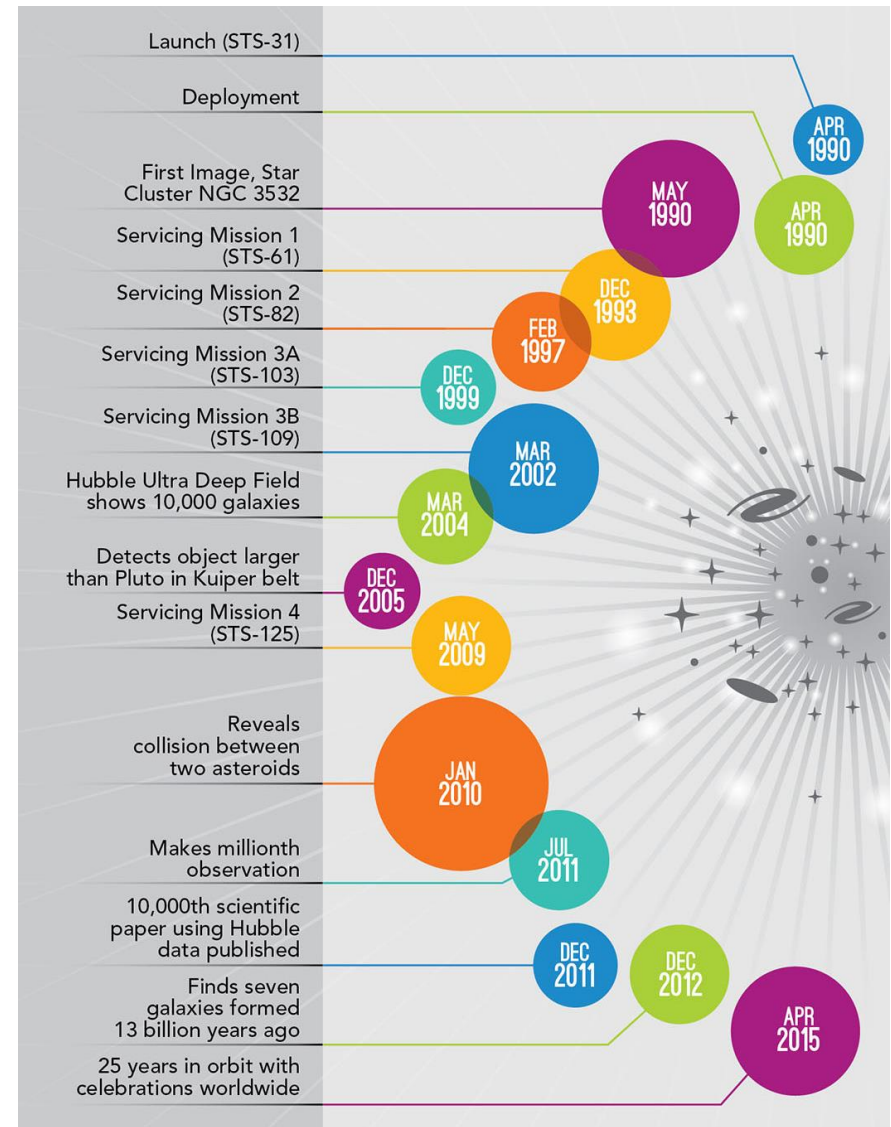 Launch (STS-31)
APR
1990
Deployment
APR
1990
First Image, Star
Cluster NGC 3532
MAY
1990
Servicing Mission 1
(STS-61)
DEC
1993
Servicing Mission 2
(STS-82)
FEB
1997
Servicing Mission 3A
(STS-103)
DEC
1999
Servicing Mission 3B
(STS-109)
MAR
2002
Hubble Ultra Deep Field
shows 10,000 galaxies
MAR
2004
Detects object larger
than Pluto in Kuiper belt
DEC
2005
Servicing Mission 4
(STS-125)
MAY
2009
Reveals
collision between
two asteroids
JAN
2010
Makes millionth
observation
JUL
2011
10,000th scientific
paper using Hubble
data published
DEC
2011
Finds seven
galaxies formed
13 billion years ago
DEC
2012
25 years in orbit with
celebrations worldwide
APR
2015